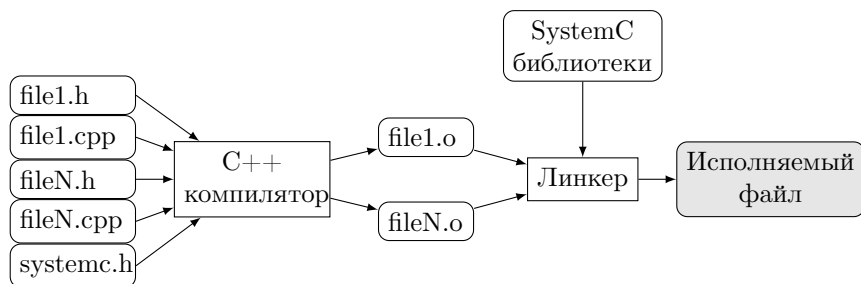 SystemC
библиотеки
file1.h
file1.cpp
fileN.h
fileN.cpp
systemc.h
C++
компилятор
file1.o
fileN.o
Линкер
Исполняемый
файл